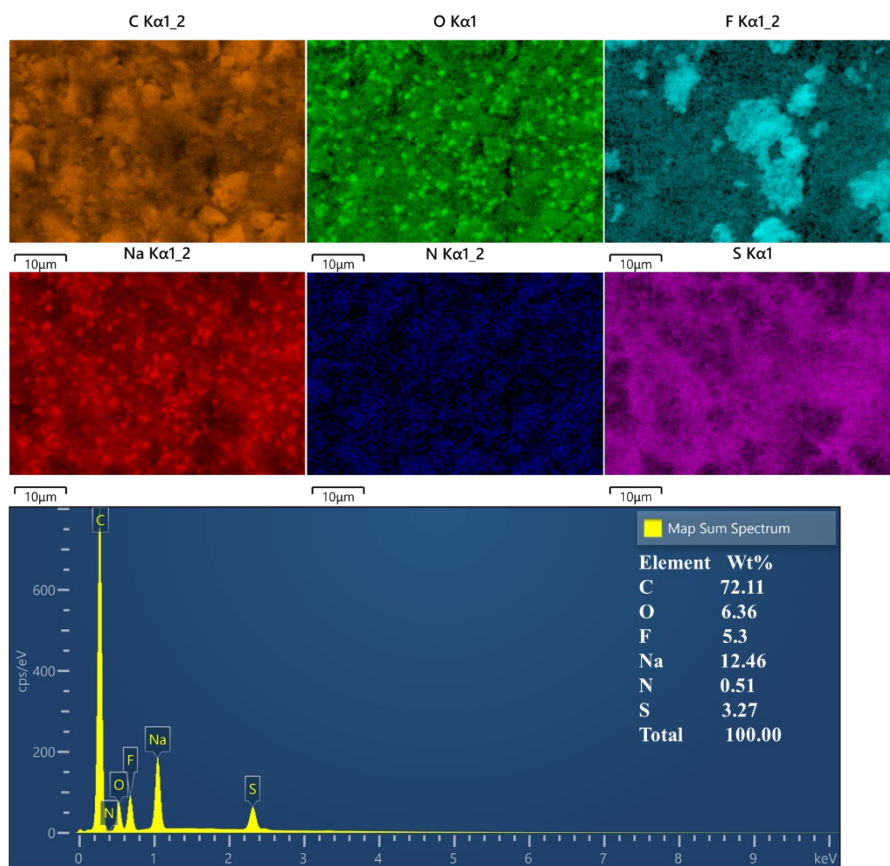 C Kα1_2
O Kα1
F Kα1_2
10μm
10μm
10μm
Na Kα1_2
N Kα1_2
S Kα1
10μm
10μm
10μm
Map Sum Spectrum
Element Wt%
C 72.11
O 6.36
F 5.3
Na 12.46
N 0.51
S 3.27
Total 100.00
cps/eV
600
400
200
0
C
N
O
F
Na
S
0 1 2 3 4 5 6 7 8 9 keV